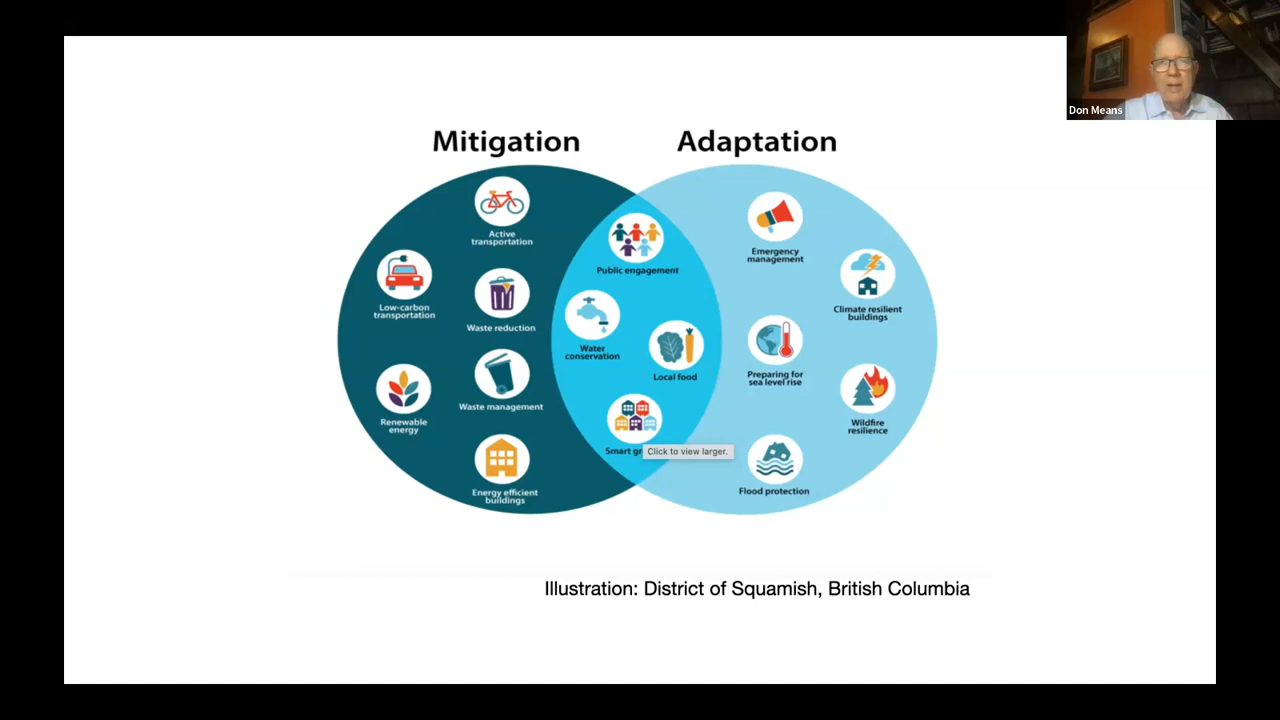 Don Means
Mitigation
Adaptation
Active
transportation
Low-carbon
transportation
Waste reduction
Waste management
Renewable
energy
Energy efficient
buildings
Public engagement
Water
conservation
Local food
Smart
Click to view larger.
Emergency
management
Climate resilient
buildings
Preparing for
sea level rise
Wildfire
resilience
Flood protection
Illustration: District of Squamish, British Columbia